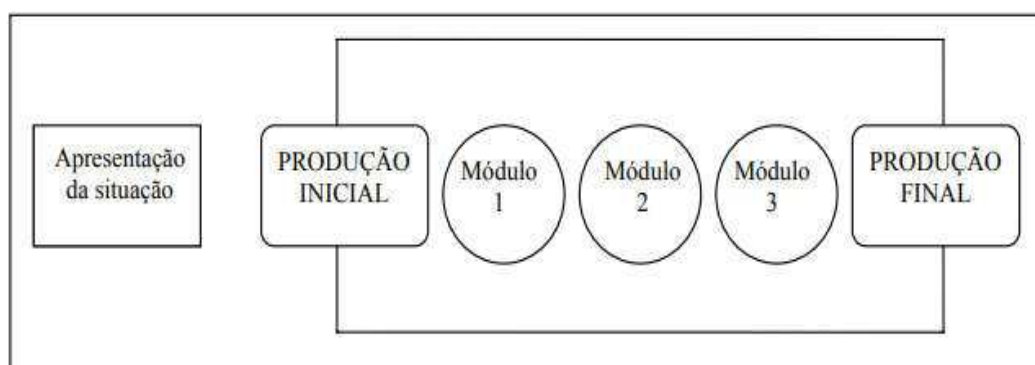 Apresentação
da situação
PRODUÇÃO
INICIAL
Módulo
1
Módulo
2
Módulo
3
PRODUÇÃO
FINAL